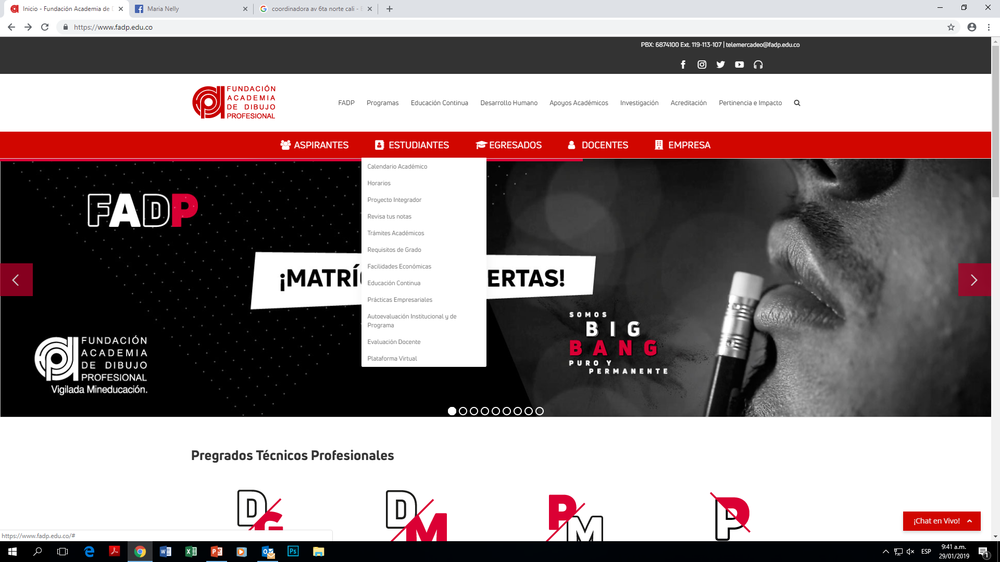 Inicio - Fundación Academia de D
Maria Nelly
coordinadora av 6ta norte cali - B
https://www.fadp.edu.co
PBX: 6874100 Ext. 119-113-107 | telemercadeo@fadp.edu.co
FUNDACIÓN
ACADEMIA
DE DIBUJO
PROFESIONAL
FADP Programas Educación Continua Desarrollo Humano Apoyos Académicos Investigación Acreditación Pertinencia e Impacto
ASPIRANTES ESTUDIANTES EGRESADOS DOCENTES EMPRESA
Calendario Académico
Horarios
Proyecto Integrador
Revisa tus notas
Trámites Académicos
Requisitos de Grado
Facilidades Económicas
Educación Continua
Prácticas Empresariales
Autoevaluación Institucional y de
Programa
Evaluación Docente
Plataforma Virtual
FADP
¡MATRÍ ERTAS!
SOMOS
BIG
BANG
PURO Y
PERMANENTE
FUNDACIÓN
ACADEMIA
DE DIBUJO
PROFESIONAL
Vigilada Mineducación.
Pregrados Técnicos Profesionales
DG DM PM P
¡Chat en Vivo!
https://www.fadp.edu.co/#
ESP
9:41 a.m.
29/01/2019
1